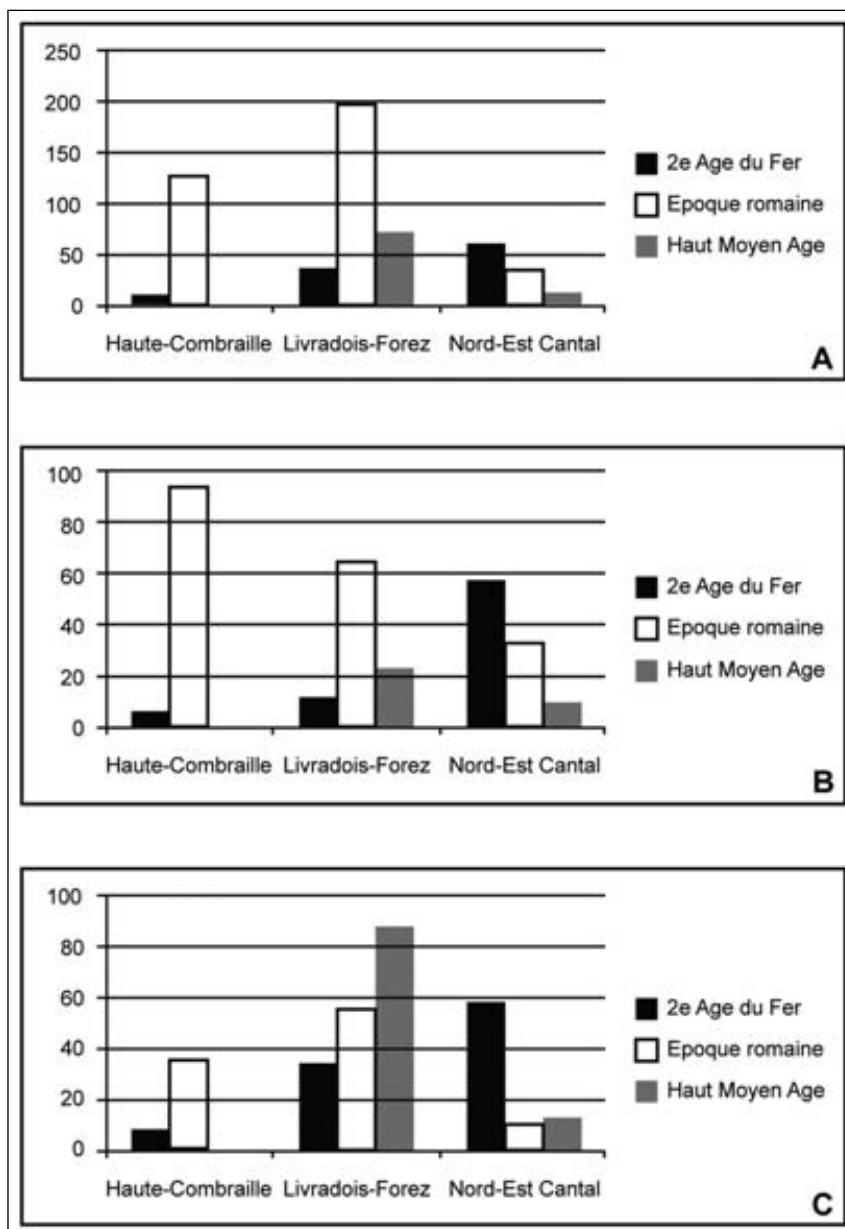 250
200
150
100
50
0
Haute-Combraille Livradois-Forez Nord-Est Cantal
2e Age du Fer
Epoque romaine
Haut Moyen Age
A
100
80
60
40
20
0
Haute-Combraille Livradois-Forez Nord-Est Cantal
2e Age du Fer
Epoque romaine
Haut Moyen Age
B
100
80
60
40
20
0
Haute-Combraille Livradois-Forez Nord-Est Cantal
2e Age du Fer
Epoque romaine
Haut Moyen Age
C